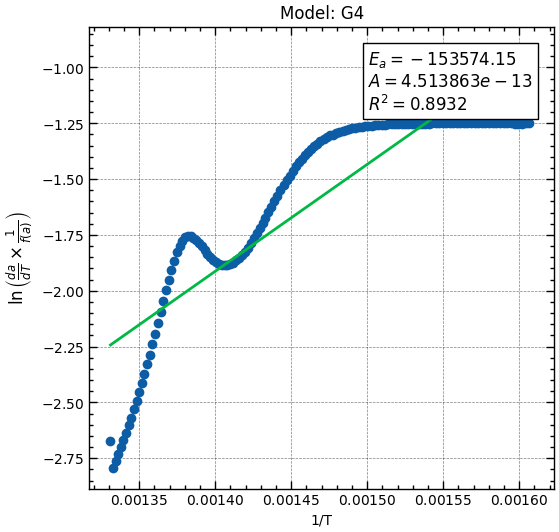 Model: G4
E_a = −153574.15
A = 4.513863e − 13
R² = 0.8932
ln (da/dT × 1/f(a))
−1.00
−1.25
−1.50
−1.75
−2.00
−2.25
−2.50
−2.75
0.00135 0.00140 0.00145 0.00150 0.00155 0.00160
1/T